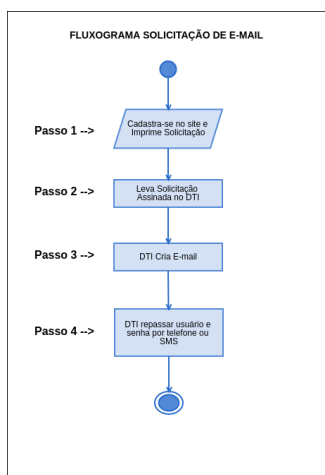 FLUXOGRAMA SOLICITAÇÃO DE E-MAIL
Passo 1 -->
Cadastra-se no site e
Imprime Solicitação
Passo 2 -->
Leva Solicitação
Assinada no DTI
Passo 3 -->
DTI Cria E-mail
Passo 4 -->
DTI repassar usuário e
senha por telefone ou
SMS